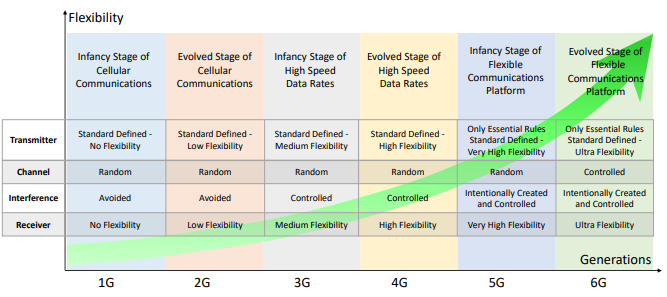 Flexibility
Infancy Stage of
Cellular
Communications
Evolved Stage of
Cellular
Communications
Infancy Stage of
High Speed
Data Rates
Evolved Stage of
High Speed
Data Rates
Infancy Stage of
Flexible
Communications
Platform
Evolved Stage of
Flexible
Communications
Platform
Transmitter
Standard Defined -
No Flexibility
Standard Defined -
Low Flexibility
Standard Defined -
Medium Flexibility
Standard Defined -
High Flexibility
Only Essential Rules
Standard Defined -
Very High Flexibility
Only Essential Rules
Standard Defined -
Ultra Flexibility
Channel
Random
Random
Random
Random
Random
Controlled
Interference
Avoided
Avoided
Controlled
Controlled
Intentionally Created
and Controlled
Intentionally Created
and Controlled
Receiver
No Flexibility
Low Flexibility
Medium Flexibility
High Flexibility
Very High Flexibility
Ultra Flexibility
Generations
1G
2G
3G
4G
5G
6G